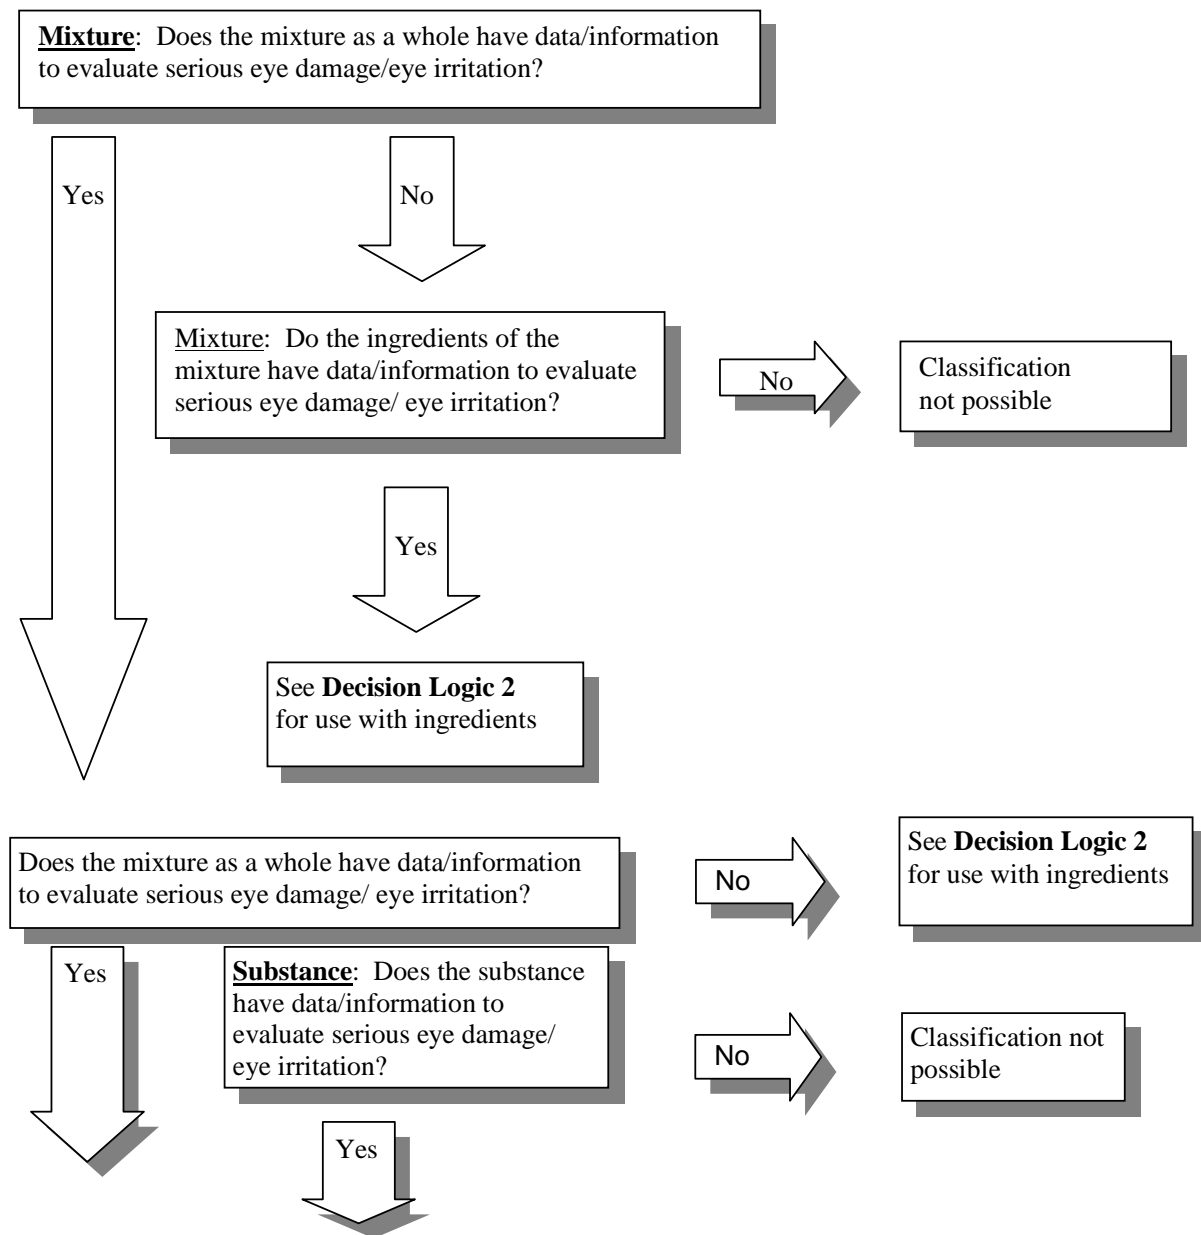 Mixture: Does the mixture as a whole have data/information
to evaluate serious eye damage/eye irritation?
Yes
No
Mixture: Do the ingredients of the
mixture have data/information to evaluate
serious eye damage/ eye irritation?
No
Classification
not possible
Yes
See Decision Logic 2
for use with ingredients
Does the mixture as a whole have data/information
to evaluate serious eye damage/ eye irritation?
No
See Decision Logic 2
for use with ingredients
Yes
Substance: Does the substance
have data/information to
evaluate serious eye damage/
eye irritation?
No
Classification not
possible
Yes